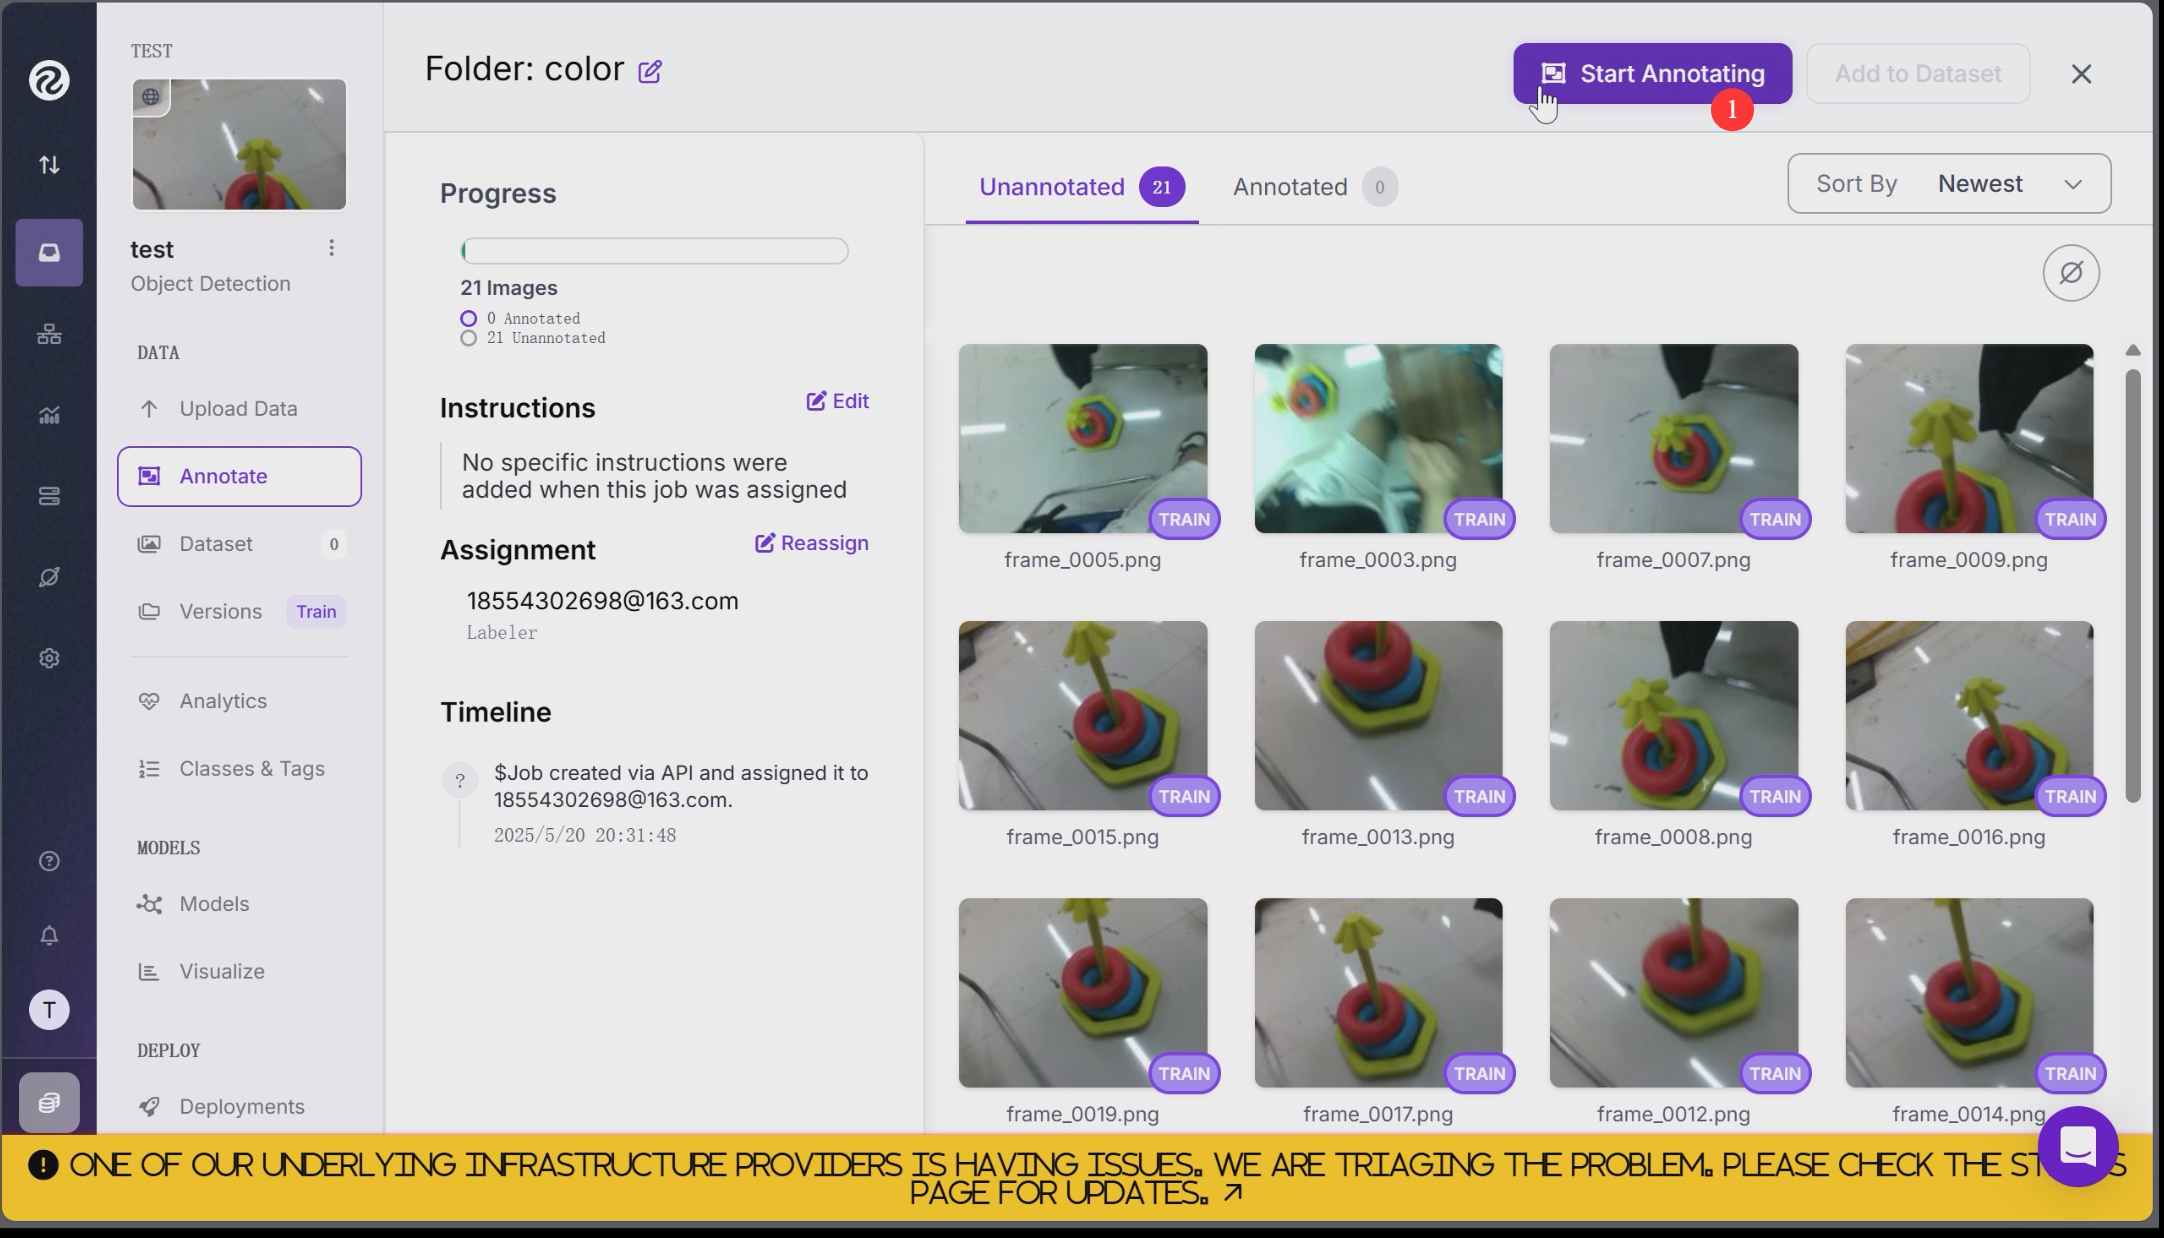 TEST
test
Object Detection
DATA
Upload Data
Annotate
Dataset 0
Versions Train
Analytics
Classes & Tags
MODELS
Models
Visualize
DEPLOY
Deployments
T
Folder: color
Start Annotating
1
Add to Dataset
Progress
21 Images
0 Annotated
21 Unannotated
Instructions
Edit
No specific instructions were
added when this job was assigned
Assignment
Reassign
18554302698@163.com
Labeler
Timeline
?
$Job created via API and assigned it to
18554302698@163.com.
2025/5/20 20:31:48
Unannotated 21
Annotated 0
Sort By Newest
TRAIN TRAIN TRAIN TRAIN
frame_0005.png frame_0003.png frame_0007.png frame_0009.png
TRAIN TRAIN TRAIN TRAIN
frame_0015.png frame_0013.png frame_0008.png frame_0016.png
TRAIN TRAIN TRAIN TRAIN
frame_0019.png frame_0017.png frame_0012.png frame_0014.png
ONE OF OUR UNDERLYING INFRASTRUCTURE PROVIDERS IS HAVING ISSUES. WE ARE TRIAGING THE PROBLEM. PLEASE CHECK THE
PAGE FOR UPDATES. ↗